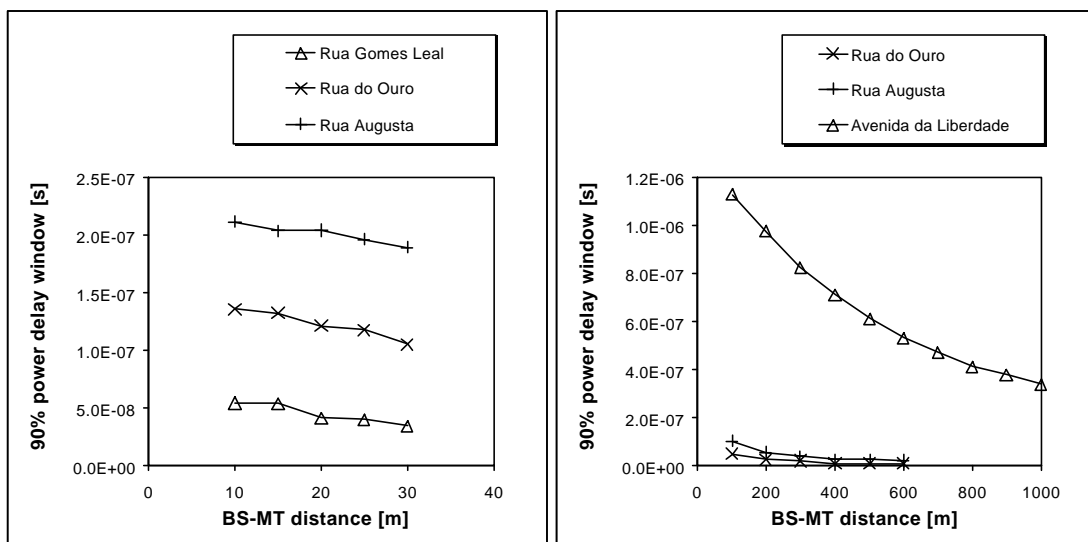 Rua Gomes Leal
Rua do Ouro
Rua Augusta
90% power delay window [s]
2.5E-07
2.0E-07
1.5E-07
1.0E-07
5.0E-08
0.0E+00
0
10
20
30
40
BS-MT distance [m]
Rua do Ouro
Rua Augusta
Avenida da Liberdade
90% power delay window [s]
1.2E-06
1.0E-06
8.0E-07
6.0E-07
4.0E-07
2.0E-07
0.0E+00
0
200
400
600
800
1000
BS-MT distance [m]